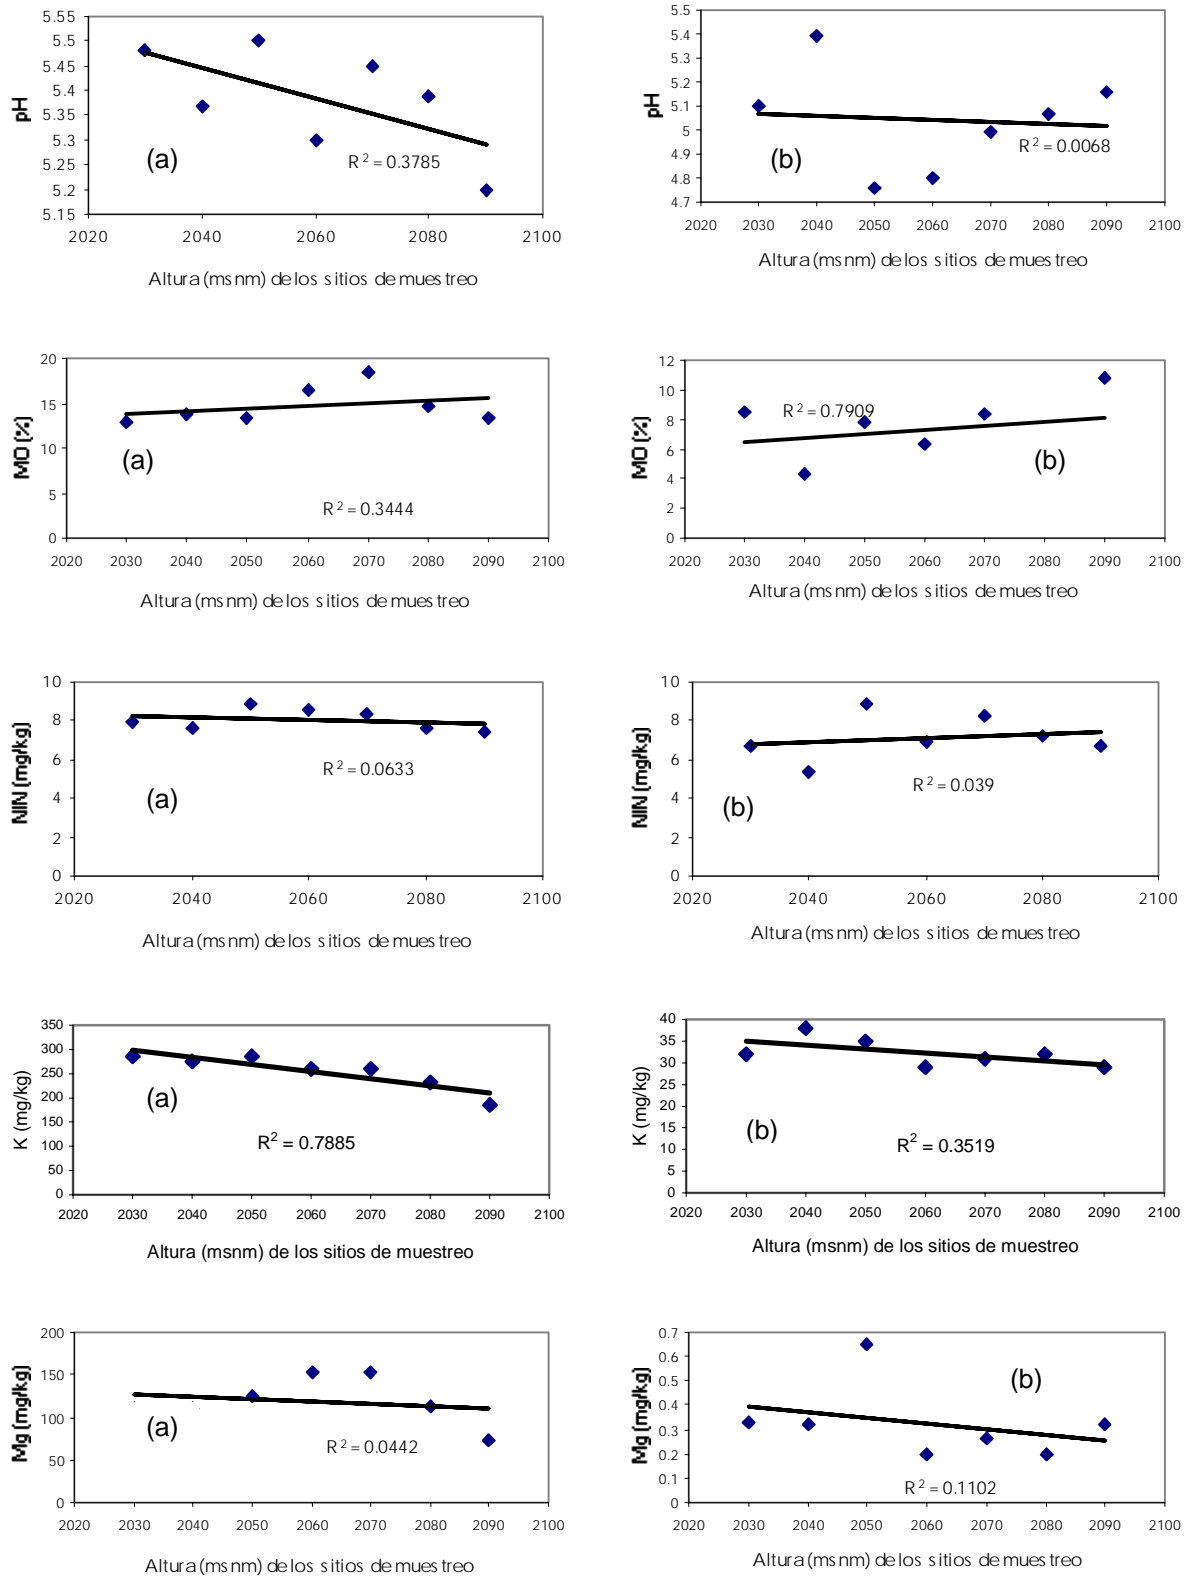 5.55
5.5
5.45
5.4
5.35
5.3
5.25
5.2
5.15
pH
(a)
R² = 0.3785
2020 2040 2060 2080 2100
Altura (msnm) de los sitios de muestreo
5.5
5.4
5.3
5.2
5.1
5
4.9
4.8
4.7
pH
(b)
R² = 0.0068
2020 2030 2040 2050 2060 2070 2080 2090 2100
Altura (msnm) de los sitios de muestreo
20
15
10
5
0
MO (%)
(a)
R² = 0.3444
2020 2030 2040 2050 2060 2070 2080 2090 2100
Altura (msnm) de los sitios de muestreo
12
10
8
6
4
2
0
MO (%)
R² = 0.7909
(b)
2020 2030 2040 2050 2060 2070 2080 2090 2100
Altura (msnm) de los sitios de muestreo
10
8
6
4
2
0
NIN (mg/kg)
R² = 0.0633
(a)
2020 2040 2060 2080 2100
Altura (msnm) de los sitios de muestreo
10
8
6
4
2
0
NIN (mg/kg)
R² = 0.039
(b)
2020 2040 2060 2080 2100
Altura (msnm) de los sitios de muestreo
350
300
250
200
150
100
50
0
K (mg/kg)
(a)
R² = 0.7885
2020 2030 2040 2050 2060 2070 2080 2090 2100
Altura (msnm) de los sitios de muestreo
40
35
30
25
20
15
10
5
0
K (mg/kg)
(b)
R² = 0.3519
2020 2030 2040 2050 2060 2070 2080 2090 2100
Altura (msnm) de los sitios de muestreo
200
150
100
50
0
Mg (mg/kg)
(a)
R² = 0.0442
2020 2030 2040 2050 2060 2070 2080 2090 2100
Altura (msnm) de los sitios de muestreo
0.7
0.6
0.5
0.4
0.3
0.2
0.1
0
Mg (mg/kg)
(b)
R² = 0.1102
2020 2030 2040 2050 2060 2070 2080 2090 2100
Altura (msnm) de los sitios de muestreo